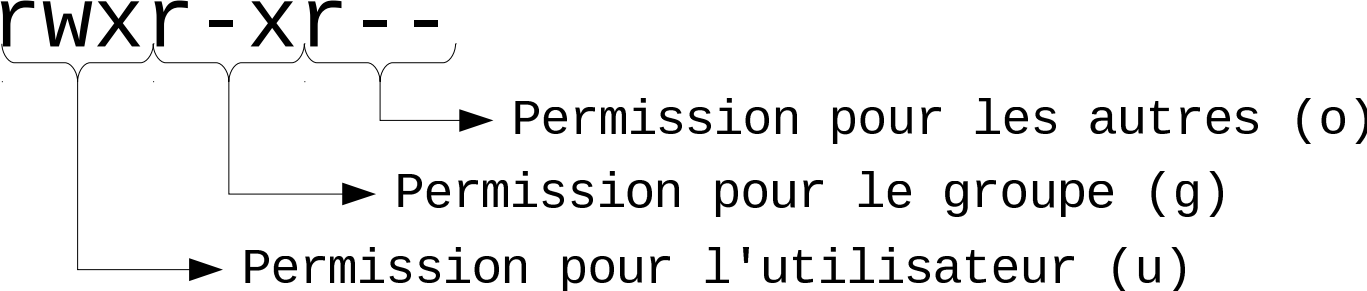 rwxr-xr--
Permission pour les autres (o)
Permission pour le groupe (g)
Permission pour l'utilisateur (u)